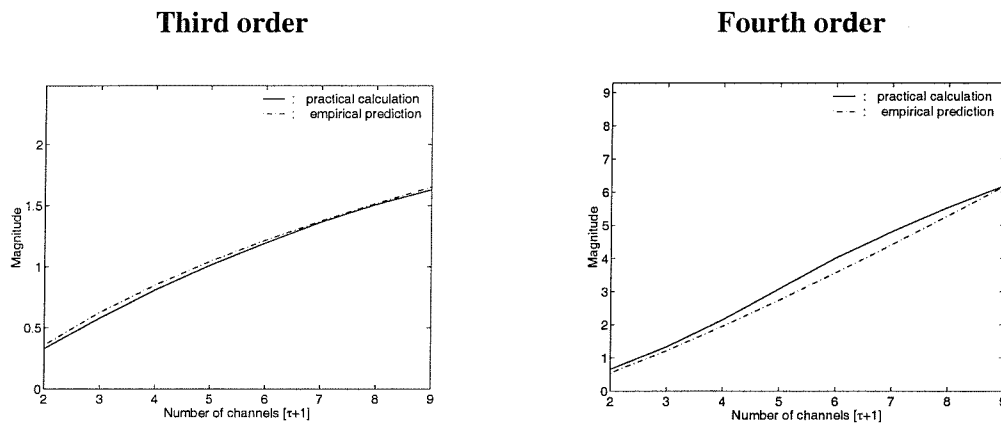 Third order
Fourth order
— : practical calculation
-·-·- : empirical prediction
2
1.5
1
0.5
0
Magnitude
2 3 4 5 6 7 8 9
Number of channels [τ+1]
— : practical calculation
-·-·- : empirical prediction
9
8
7
6
5
4
3
2
1
0
Magnitude
2 3 4 5 6 7 8 9
Number of channels [τ+1]